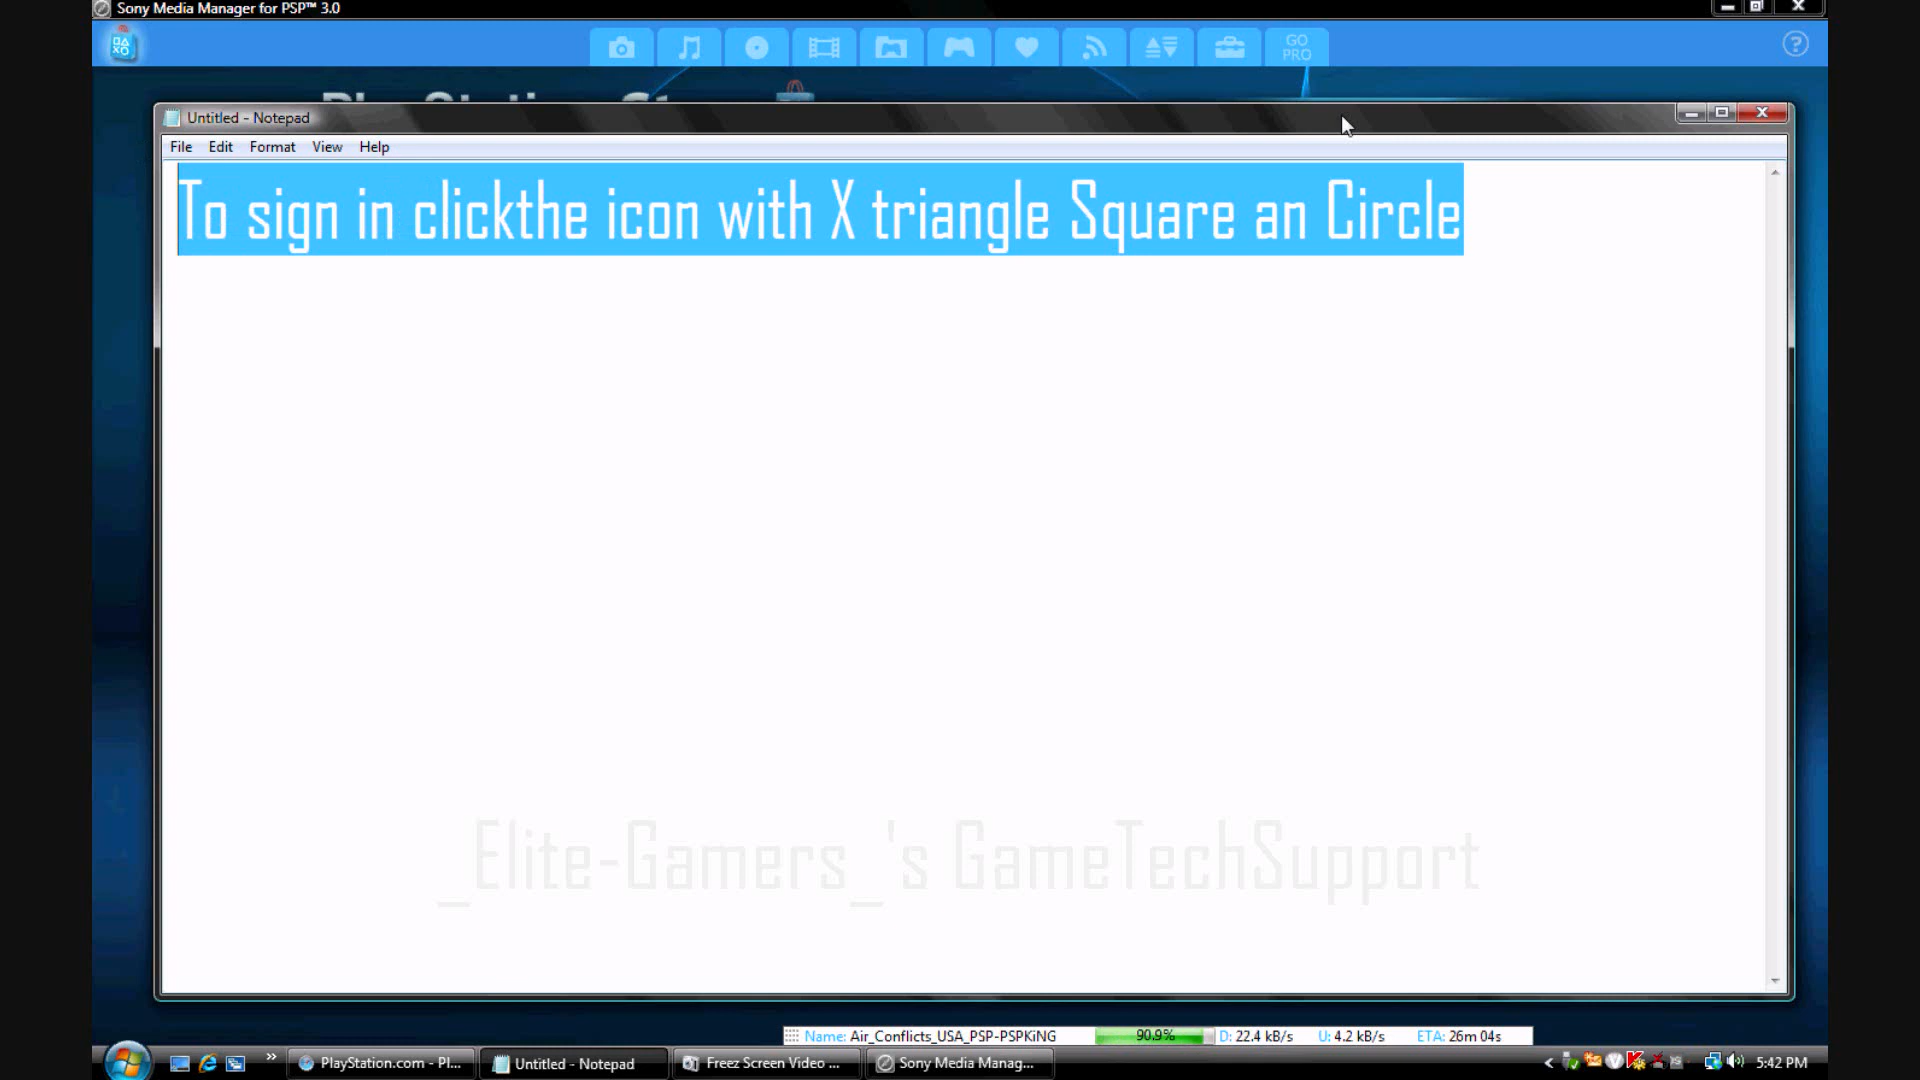 Sony Media Manager for PSP™ 3.0
GO
PRO
?
Untitled - Notepad
File Edit Format View Help
To sign in clickthe icon with X triangle Square an Circle
_Elite-Gamers_'s GameTechSupport
Name: Air_Conflicts_USA_PSP-PSPKiNG 90.9% D: 22.4 kB/s U: 4.2 kB/s ETA: 26m 04s
PlayStation.com - Pl... Untitled - Notepad Freez Screen Video ... Sony Media Manag... 5:42 PM